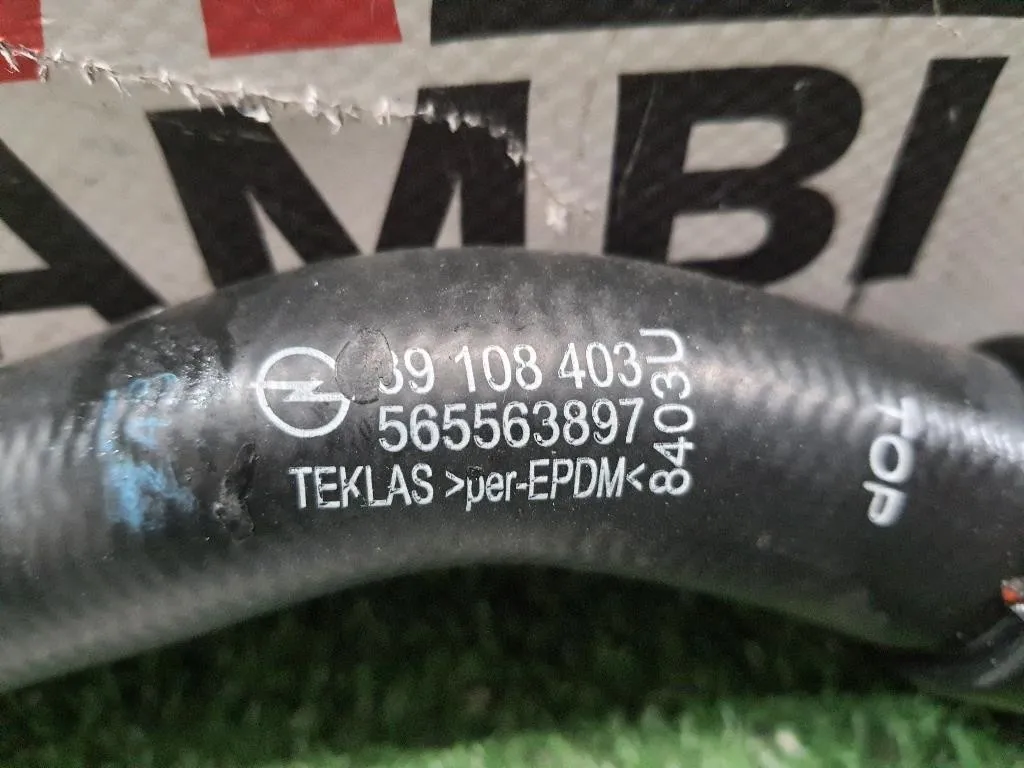 AMBI
39 108 403
565563897
TEKLAS >per-EPDM<
8403U
TOP